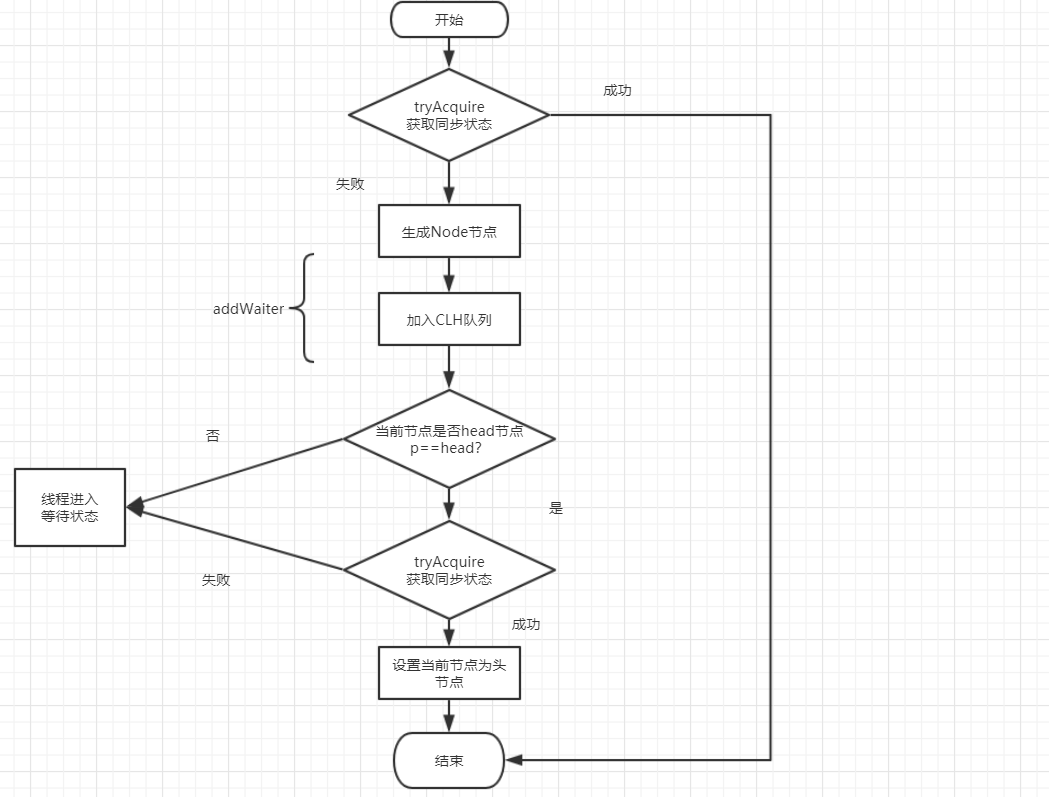 开始
tryAcquire
获取同步状态
成功
失败
生成Node节点
addWaiter
加入CLH队列
当前节点是否head节点
p==head?
否
线程进入
等待状态
是
tryAcquire
获取同步状态
失败
成功
设置当前节点为头
节点
结束